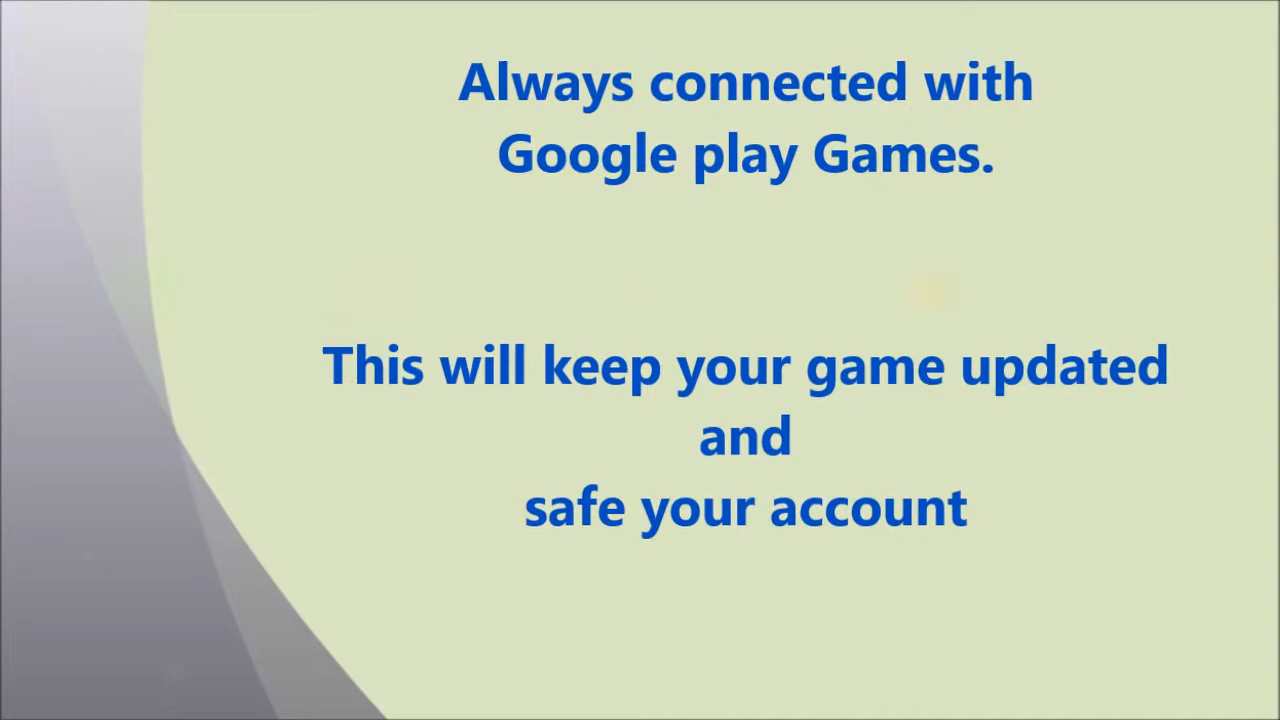 Always connected with
Google play Games.
This will keep your game updated
and
safe your account